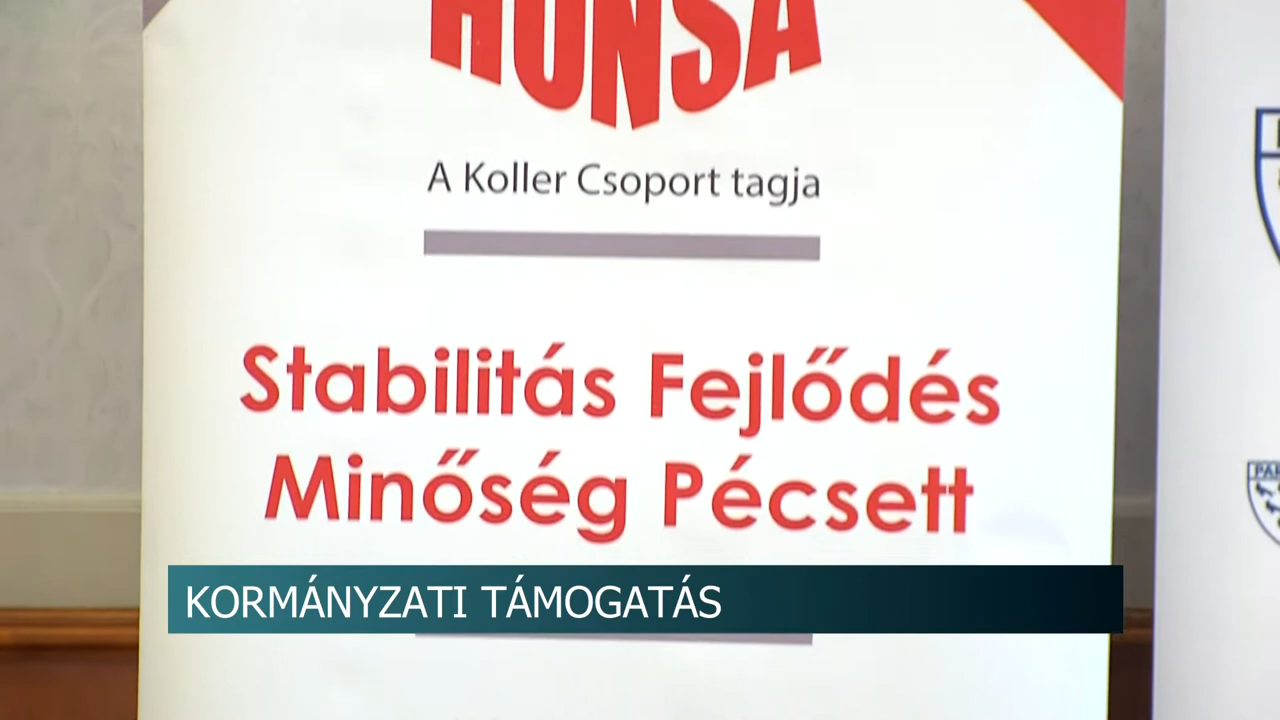 HUNSA
A Koller Csoport tagja
Stabilitás Fejlődés
Minőség Pécsett
KORMÁNYZATI TÁMOGATÁS